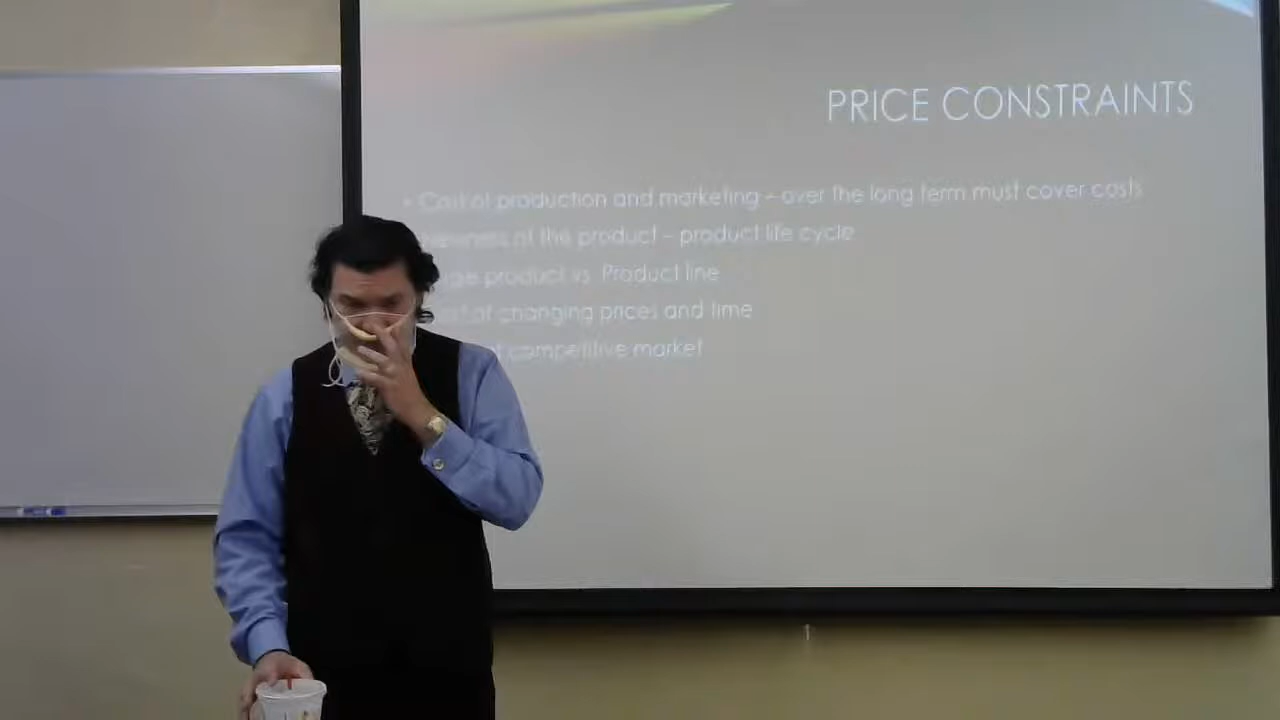 PRICE CONSTRAINTS
Cost of production and marketing – over the long term must cover costs
of the product – product life cycle
product vs. Product line
of changing prices and time
competitive market